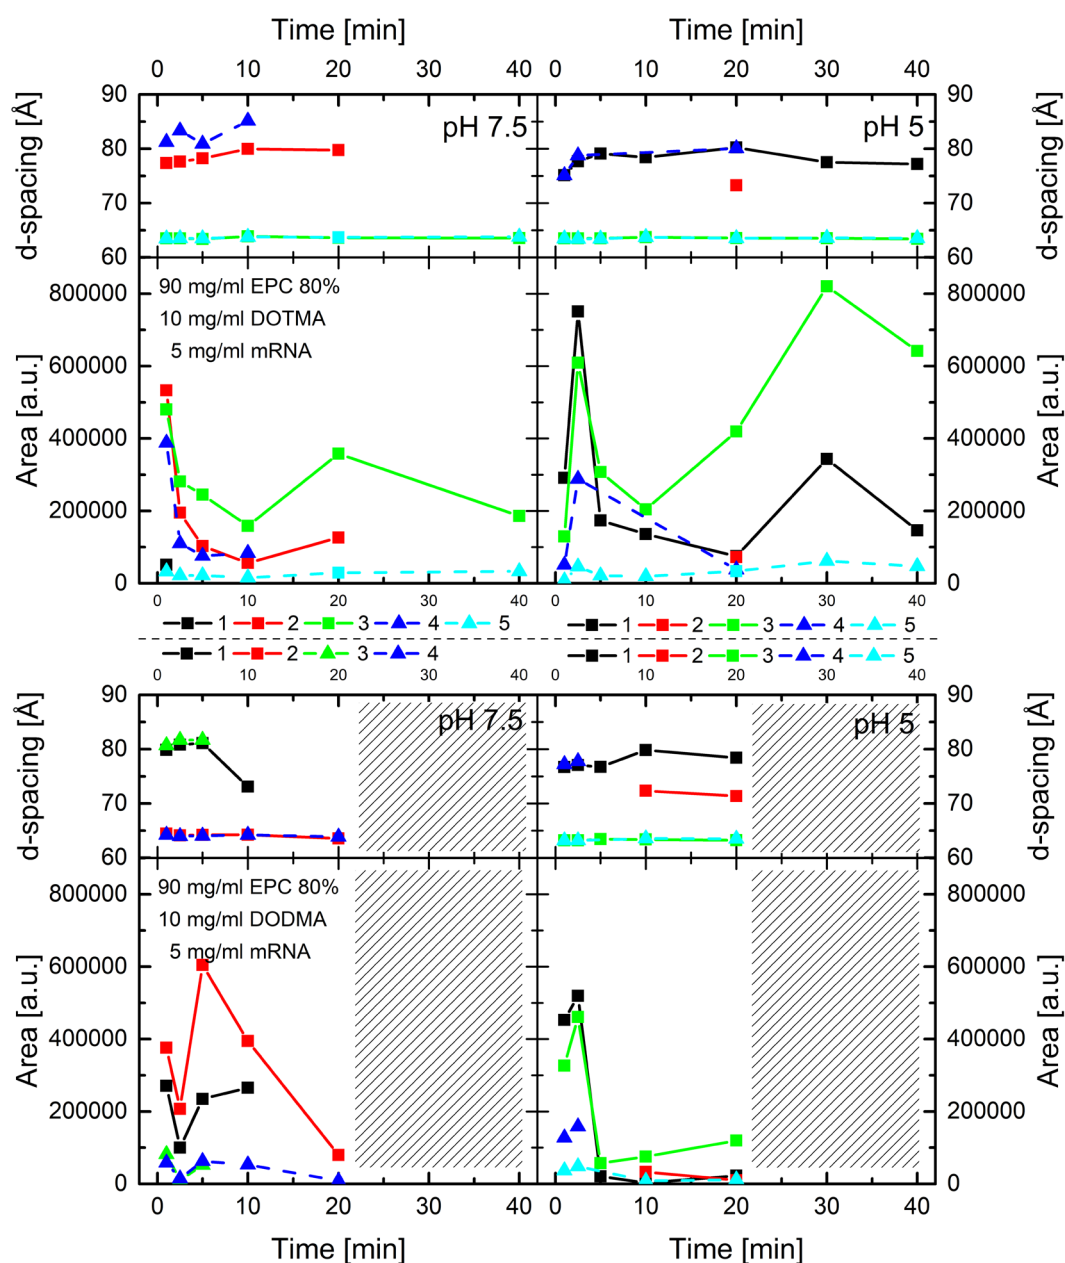 Time [min] Time [min]
0 10 20 30 40 0 10 20 30 40
d-spacing [Å] 90 80 70 60 pH 7.5 pH 5 90 80 70 60 d-spacing [Å]
90 mg/ml EPC 80%
10 mg/ml DOTMA
5 mg/ml mRNA
Area [a.u.] 800000 600000 400000 200000 0 800000 600000 400000 200000 0 Area [a.u.]
0 10 20 30 40 0 10 20 30 40
1 2 3 4 5 1 2 3 4 5
1 2 3 4 1 2 3 4 5
0 10 20 30 40 0 10 20 30 40
d-spacing [Å] 90 80 70 60 pH 7.5 pH 5 90 80 70 60 d-spacing [Å]
90 mg/ml EPC 80%
10 mg/ml DODMA
5 mg/ml mRNA
Area [a.u.] 800000 600000 400000 200000 0 800000 600000 400000 200000 0 Area [a.u.]
0 10 20 30 40 0 10 20 30 40
Time [min] Time [min]